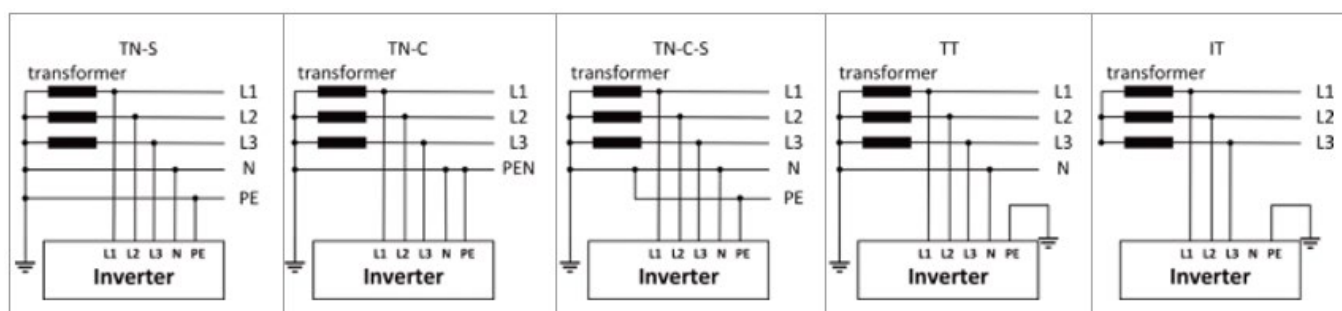 TN-S
transformer
L1
L2
L3
N
PE
L1 L2 L3 N PE
Inverter
TN-C
transformer
L1
L2
L3
PEN
L1 L2 L3 N PE
Inverter
TN-C-S
transformer
L1
L2
L3
N
PE
L1 L2 L3 N PE
Inverter
TT
transformer
L1
L2
L3
N
L1 L2 L3 N PE
Inverter
IT
transformer
L1
L2
L3
L1 L2 L3 N PE
Inverter